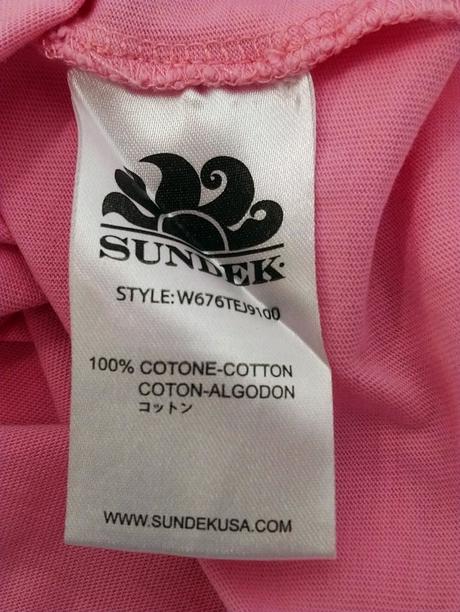 SUNDEK.
STYLE: W676TEJ9100
100% COTONE-COTTON
COTON-ALGODON
コットン
WWW.SUNDEKUSA.COM